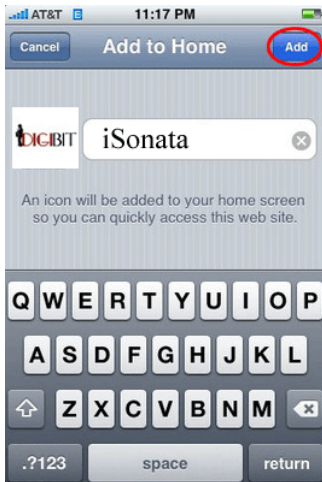 AT&T E 11:17 PM
Cancel Add to Home Add
DIGIBIT iSonata
An icon will be added to your home screen
so you can quickly access this web site.
Q W E R T Y U I O P
A S D F G H J K L
Z X C V B N M
.?123 space return